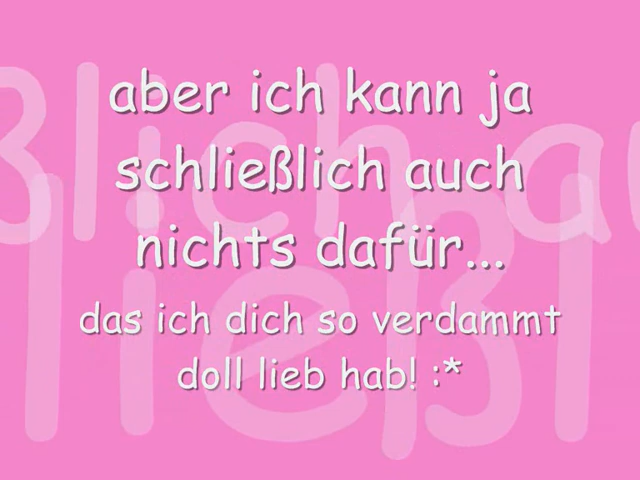 aber ich kann ja
schließlich auch
nichts dafür...
das ich dich so verdammt
doll lieb hab! :*